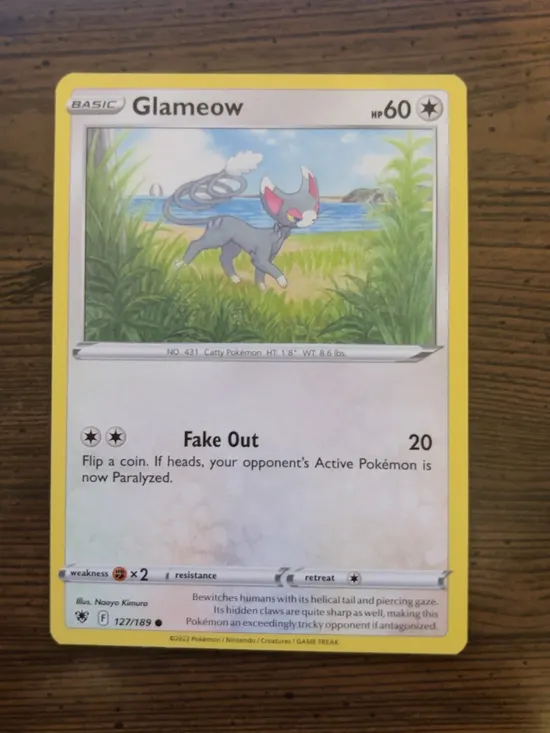 BASIC Glameow HP 60
NO. 431 Catty Pokémon HT: 1'8" WT: 8.6 lbs.
Fake Out 20
Flip a coin. If heads, your opponent's Active Pokémon is
now Paralyzed.
weakness ×2 resistance retreat
Illus. Naoyo Kimura
Bewitches humans with its helical tail and piercing gaze.
Its hidden claws are quite sharp as well, making this
Pokémon an exceedingly tricky opponent if antagonized.
F 127/189
©2022 Pokémon / Nintendo / Creatures / GAME FREAK